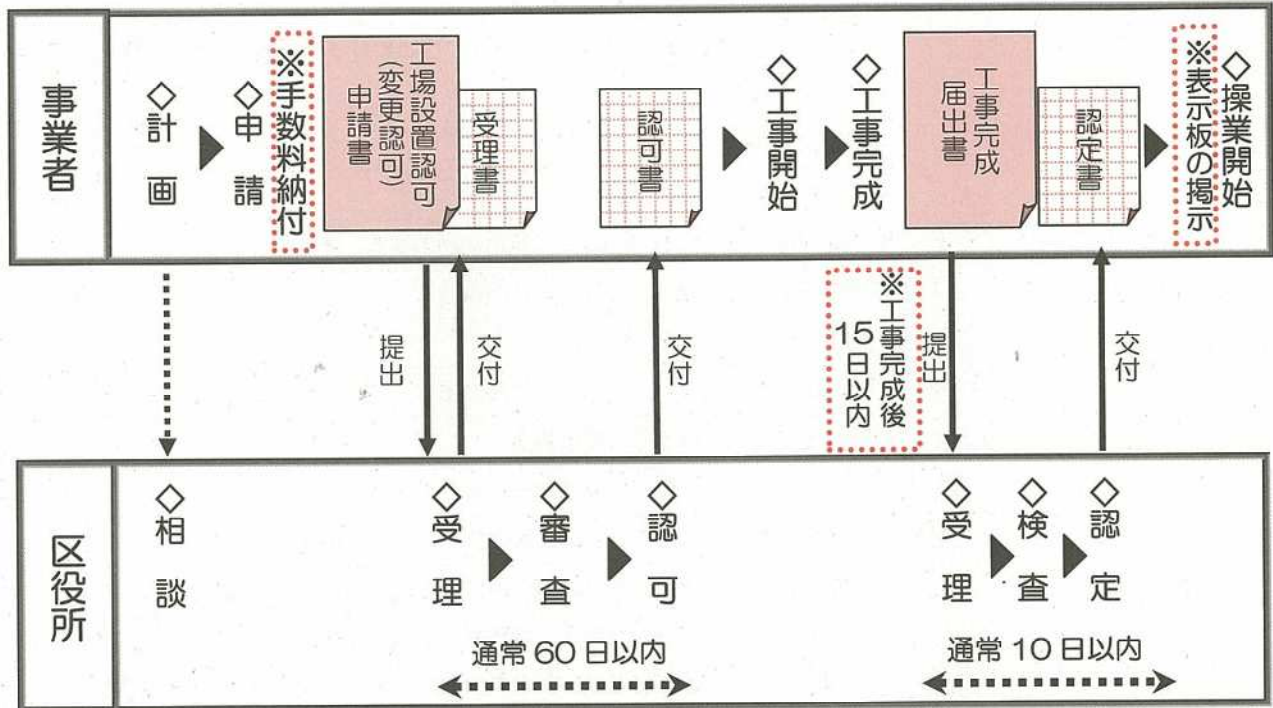 事業者
◇計画
◇申請
※手数料納付
工場設置認可
(変更認可)
申請書
受理書
認可書
◇工事開始
◇工事完成
工事完成
届出書
認定書
※表示板の掲示
◇操業開始
提出
交付
交付
※工事完成後
15日以内
提出
交付
区役所
◇相談
◇受理
◇審査
◇認可
通常60日以内
◇受理
◇検査
◇認定
通常10日以内